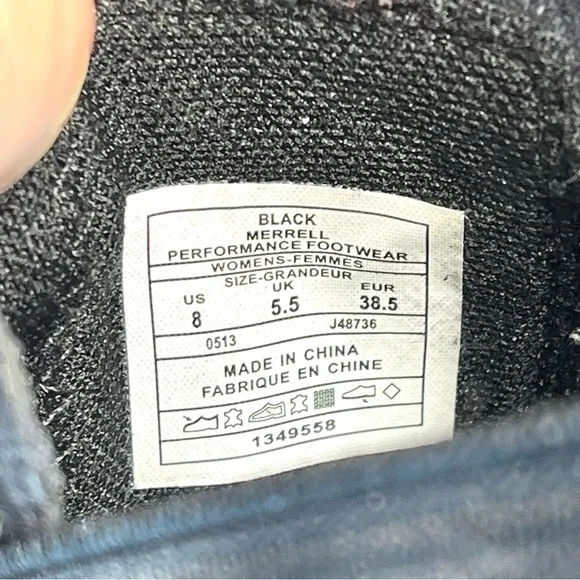 BLACK
MERRELL
PERFORMANCE FOOTWEAR
WOMENS-FEMMES
SIZE-GRANDEUR
US UK EUR
8 5.5 38.5
0513 J48736
MADE IN CHINA
FABRIQUE EN CHINE
1349558